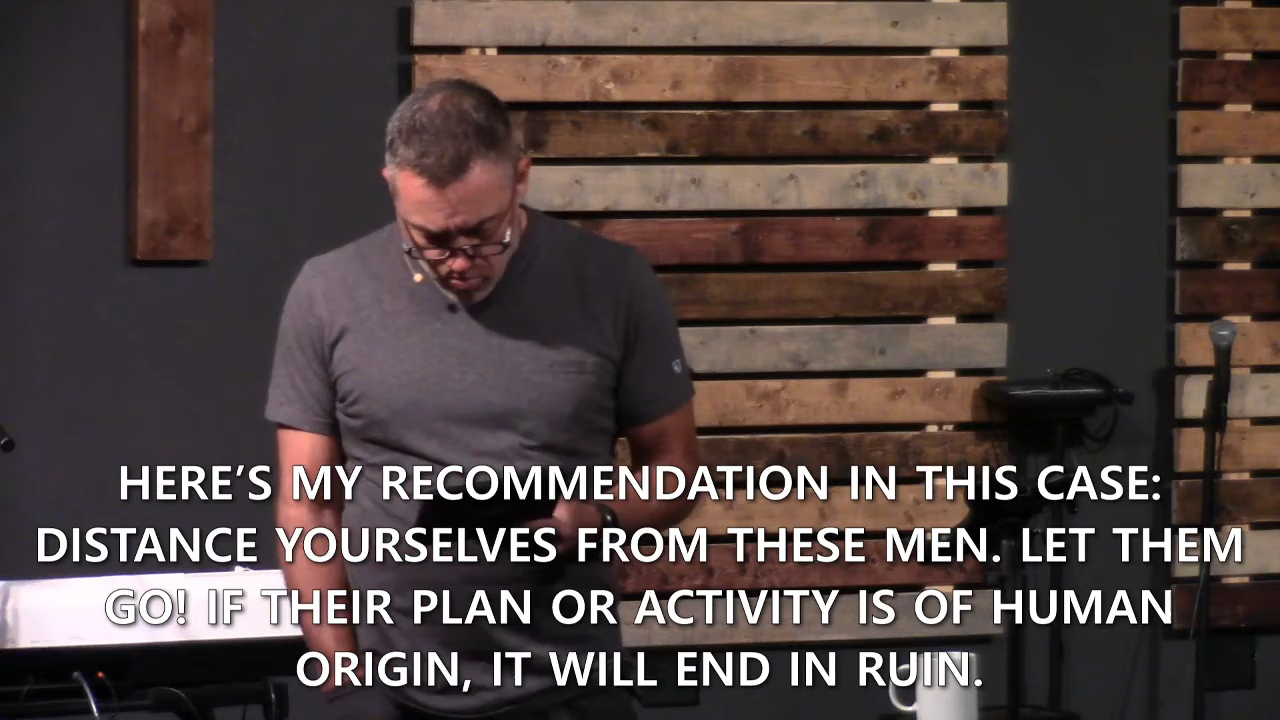 HERE’S MY RECOMMENDATION IN THIS CASE:
DISTANCE YOURSELVES FROM THESE MEN. LET THEM
GO! IF THEIR PLAN OR ACTIVITY IS OF HUMAN
ORIGIN, IT WILL END IN RUIN.